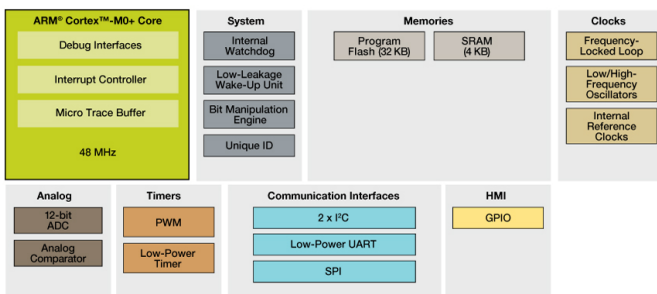 ARM® Cortex™-M0+ Core
Debug Interfaces
Interrupt Controller
Micro Trace Buffer
48 MHz
System
Internal
Watchdog
Low-Leakage
Wake-Up Unit
Bit Manipulation
Engine
Unique ID
Memories
Program
Flash (32 KB)
SRAM
(4 KB)
Clocks
Frequency-
Locked Loop
Low/High-
Frequency
Oscillators
Internal
Reference
Clocks
Analog
12-bit
ADC
Analog
Comparator
Timers
PWM
Low-Power
Timer
Communication Interfaces
2 x I²C
Low-Power UART
SPI
HMI
GPIO